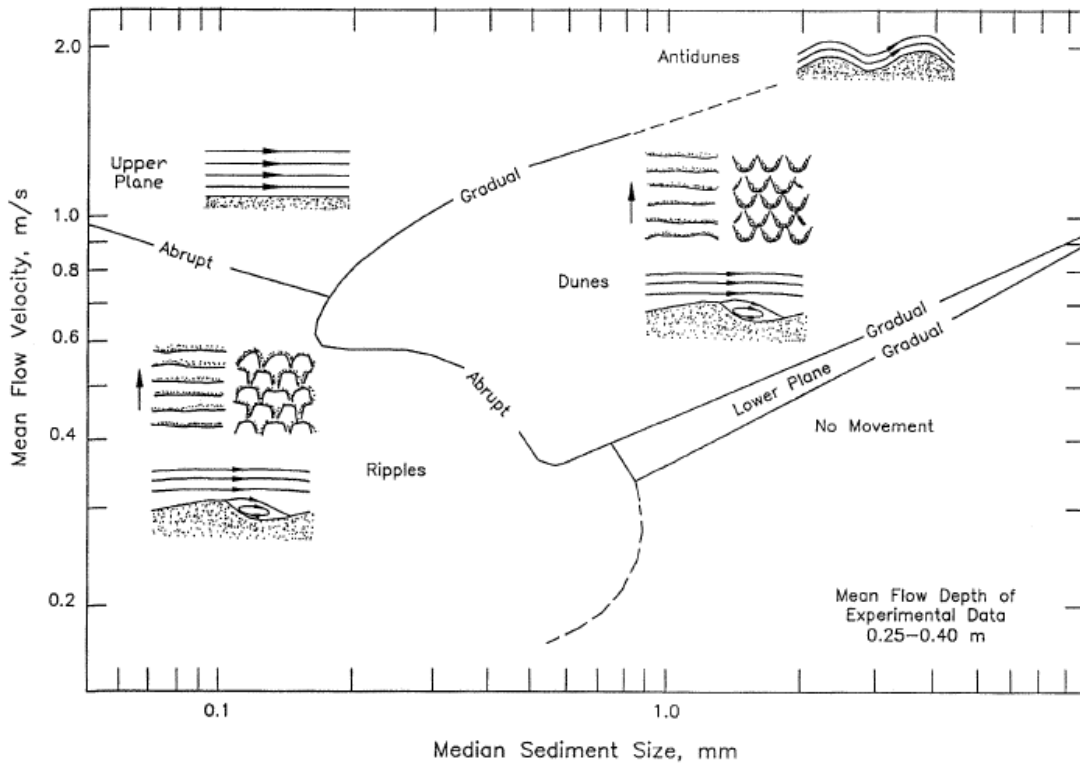 2.0
1.0
0.8
0.6
0.4
0.2
Mean Flow Velocity, m/s
Antidunes
Upper
Plane
Gradual
Abrupt
Dunes
Gradual
Gradual
Lower Plane
Abrupt
No Movement
Ripples
Mean Flow Depth of
Experimental Data
0.25–0.40 m
0.1
1.0
Median Sediment Size, mm